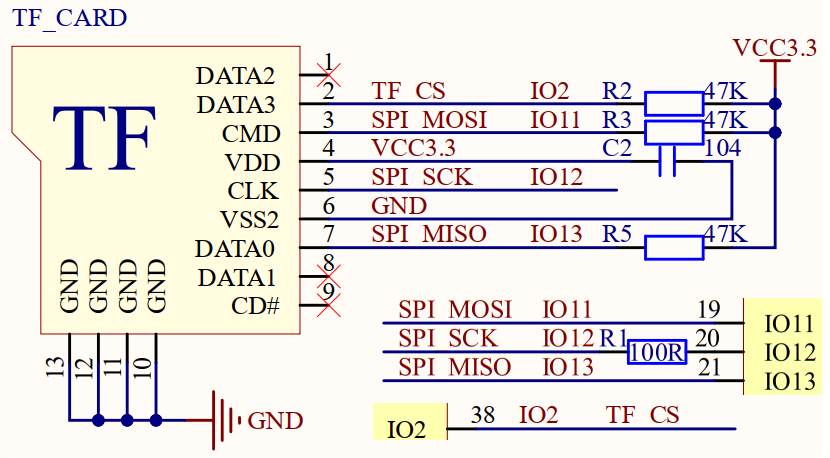 TF_CARD
VCC3.3
DATA2 1
DATA3 2 TF_CS IO2 R2 47K
CMD 3 SPI_MOSI IO11 R3 47K
TF
VDD 4 VCC3.3 C2 104
CLK 5 SPI_SCK IO12
VSS2 6 GND
DATA0 7 SPI_MISO IO13 R5 47K
DATA1 8
CD# 9
GND GND GND GND
13 12 11 10
GND
SPI_MOSI IO11 19 IO11
SPI_SCK IO12 R1 100R 20 IO12
SPI_MISO IO13 21 IO13
IO2 38 IO2 TF_CS